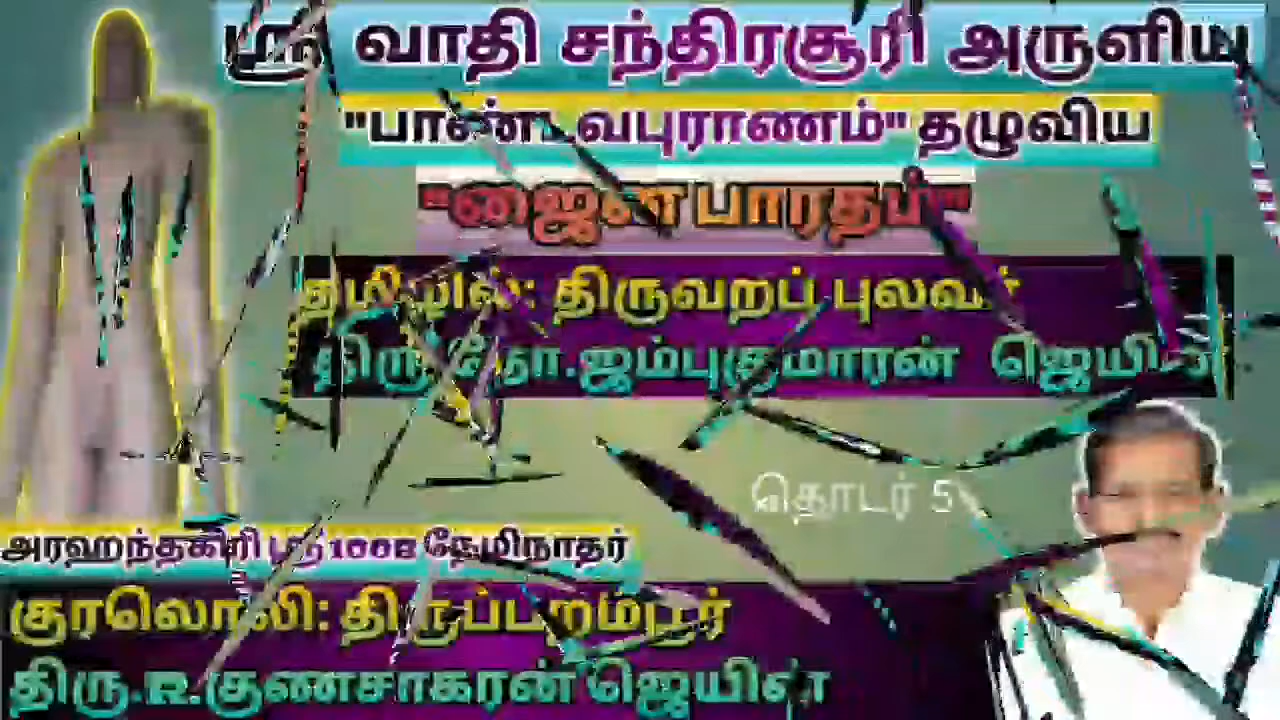 ஸ்ரீ வாதி சந்திரசூரி அருளிய
"பாண்டவபுராணம்" தழுவிய
"ஜைன பாரதம்"
தமிழில்: திருவறப் புலவர்
திரு.தோ.ஜம்புகுமாரன் ஜெயின்
தொடர் 5
அரஹந்தகிரி ஸ்ரீ 1008 நேமிநாதர்
குரலொலி: திருப்பறம்பூர்
திரு.R.குணசாகரன் ஜெயின்